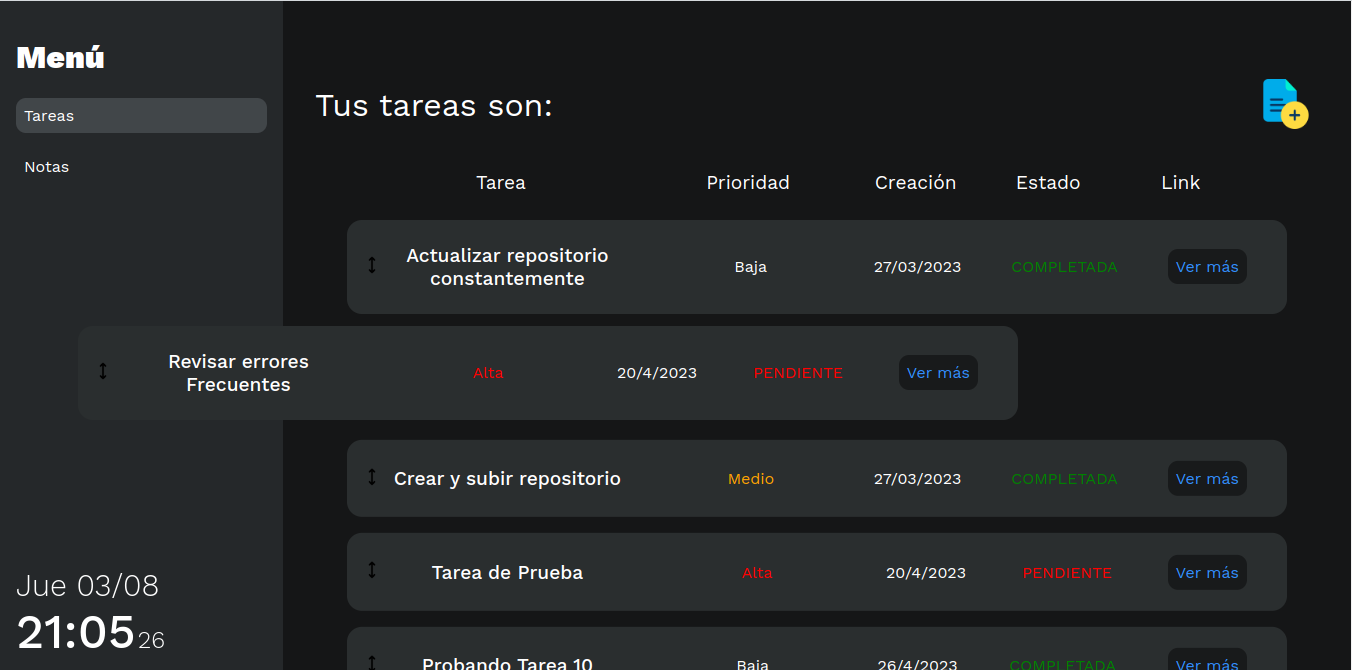 Menú
Tareas
Notas
Tus tareas son:
Tarea Prioridad Creación Estado Link
Actualizar repositorio
constantemente
Baja 27/03/2023 COMPLETADA Ver más
Revisar errores
Frecuentes
Alta 20/4/2023 PENDIENTE Ver más
Crear y subir repositorio Medio 27/03/2023 COMPLETADA Ver más
Tarea de Prueba Alta 20/4/2023 PENDIENTE Ver más
Probando Tarea 10 Baja 26/4/2023 COMPLETADA Ver más
Jue 03/08
21:05 26